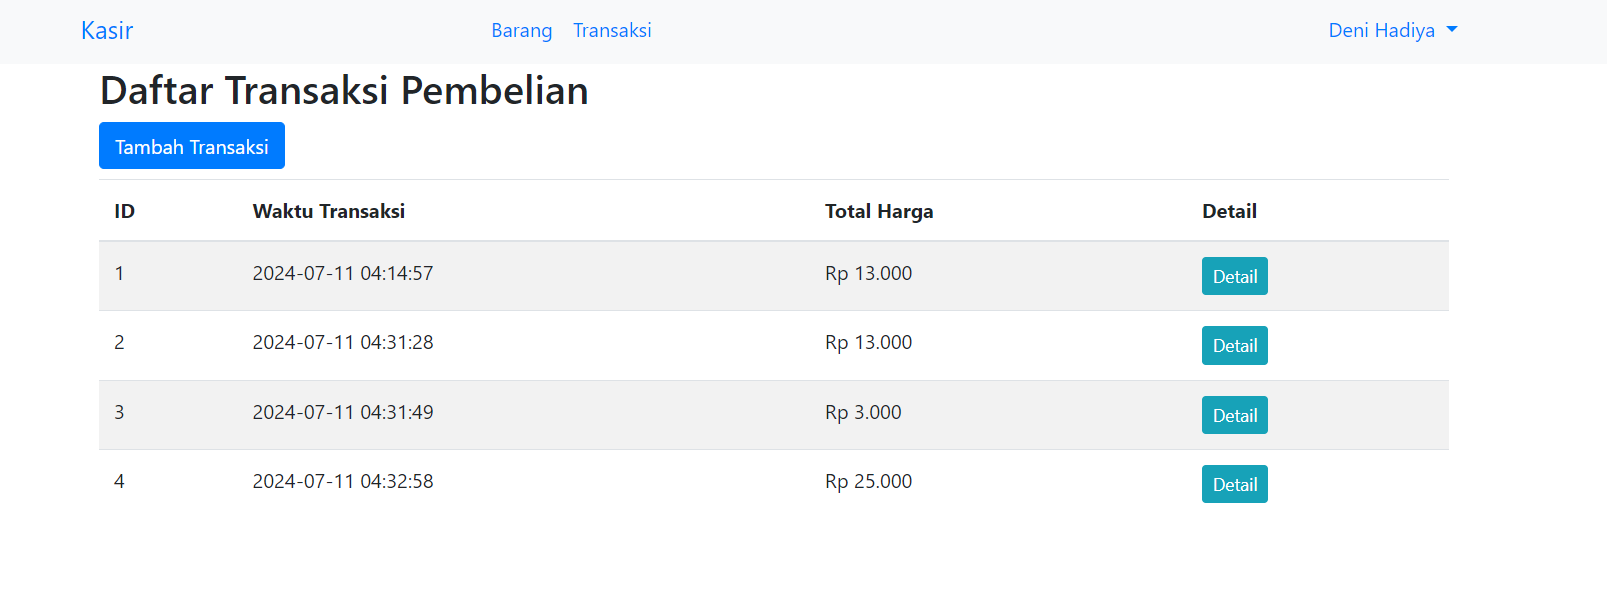 Kasir Barang Transaksi Deni Hadiya
Daftar Transaksi Pembelian
Tambah Transaksi
ID Waktu Transaksi Total Harga Detail
1 2024-07-11 04:14:57 Rp 13.000 Detail
2 2024-07-11 04:31:28 Rp 13.000 Detail
3 2024-07-11 04:31:49 Rp 3.000 Detail
4 2024-07-11 04:32:58 Rp 25.000 Detail